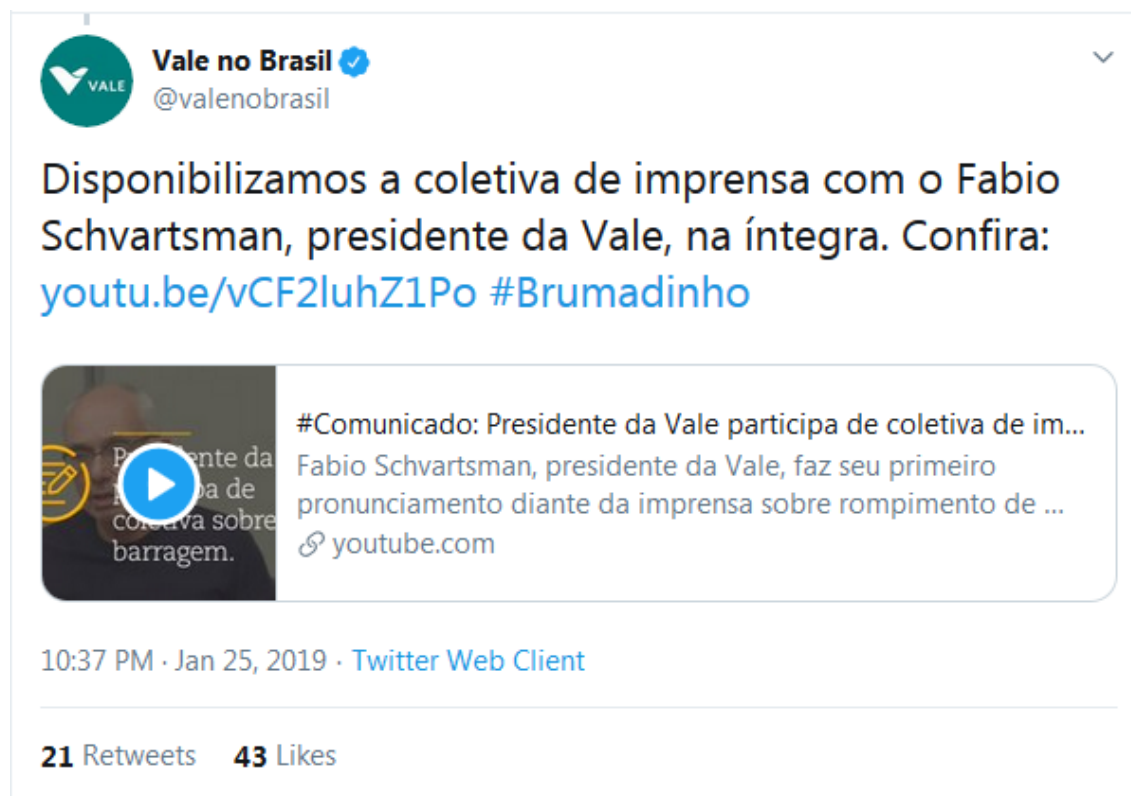 VALE
Vale no Brasil
@valenobrasil
Disponibilizamos a coletiva de imprensa com o Fabio
Schvartsman, presidente da Vale, na íntegra. Confira:
youtu.be/vCF2luhZ1Po #Brumadinho
da
de
sobre
barragem.
#Comunicado: Presidente da Vale participa de coletiva de im...
Fabio Schvartsman, presidente da Vale, faz seu primeiro
pronunciamento diante da imprensa sobre rompimento de ...
youtube.com
10:37 PM · Jan 25, 2019 · Twitter Web Client
21 Retweets 43 Likes